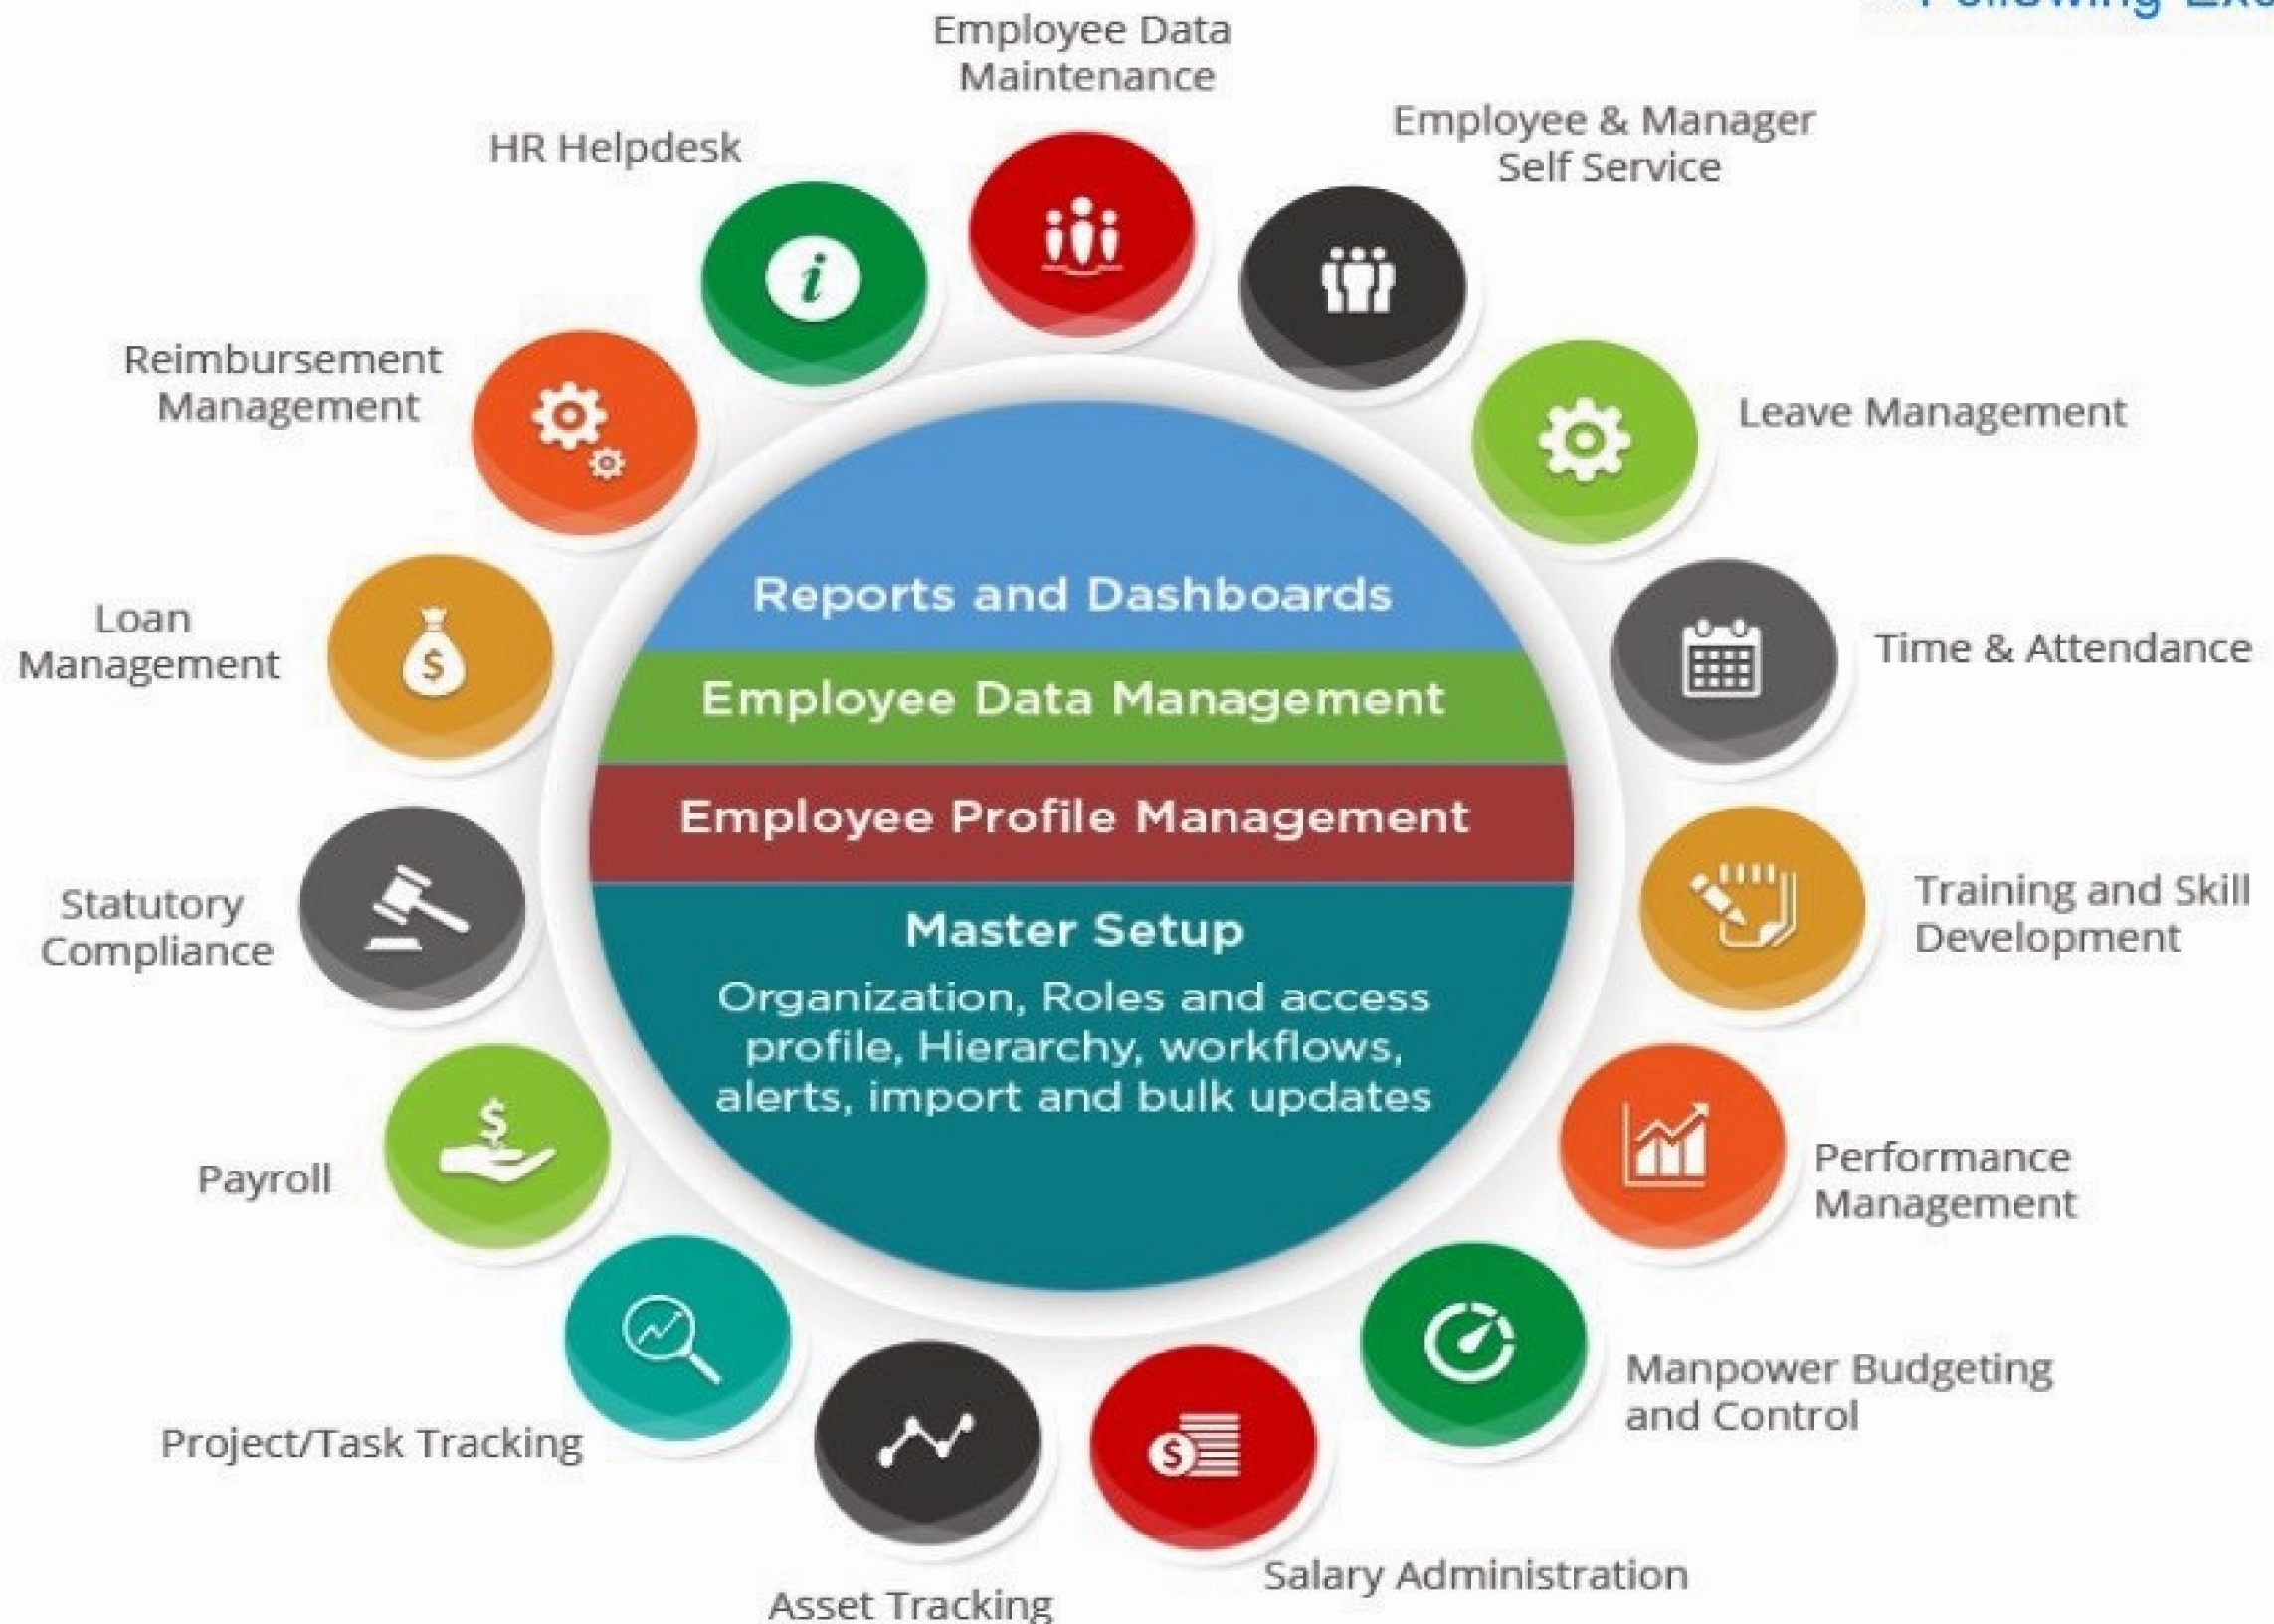 Following
Employee Data
Maintenance
Employee & Manager
Self Service
HR Helpdesk
Reimbursement
Management
Leave Management
Loan
Management
Time & Attendance
Reports and Dashboards
Employee Data Management
Employee Profile Management
Master Setup
Organization, Roles and access
profile, Hierarchy, workflows,
alerts, import and bulk updates
Statutory
Compliance
Training and Skill
Development
Payroll
Performance
Management
Project/Task Tracking
Manpower Budgeting
and Control
Asset Tracking
Salary Administration